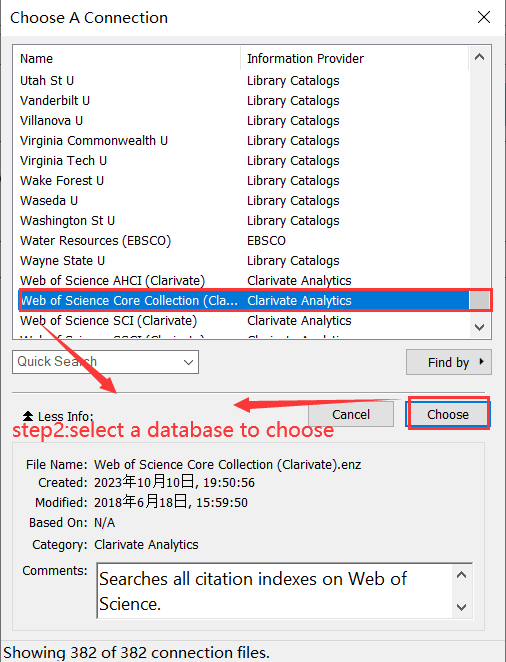 Choose A Connection
Name Information Provider
Utah St U Library Catalogs
Vanderbilt U Library Catalogs
Villanova U Library Catalogs
Virginia Commonwealth U Library Catalogs
Virginia Tech U Library Catalogs
Wake Forest U Library Catalogs
Waseda U Library Catalogs
Washington St U Library Catalogs
Water Resources (EBSCO) EBSCO
Wayne State U Library Catalogs
Web of Science AHCI (Clarivate) Clarivate Analytics
Web of Science Core Collection (Cla... Clarivate Analytics
Web of Science SCI (Clarivate) Clarivate Analytics
Web of Science SSCI (Clarivate) Clarivate Analytics
Quick Search Find by
Less Info: Cancel Choose
step2:select a database to choose
File Name: Web of Science Core Collection (Clarivate).enz
Created: 2023年10月10日, 19:50:56
Modified: 2018年6月18日, 15:59:50
Based On: N/A
Category: Clarivate Analytics
Comments: Searches all citation indexes on Web of
Science.
Showing 382 of 382 connection files.